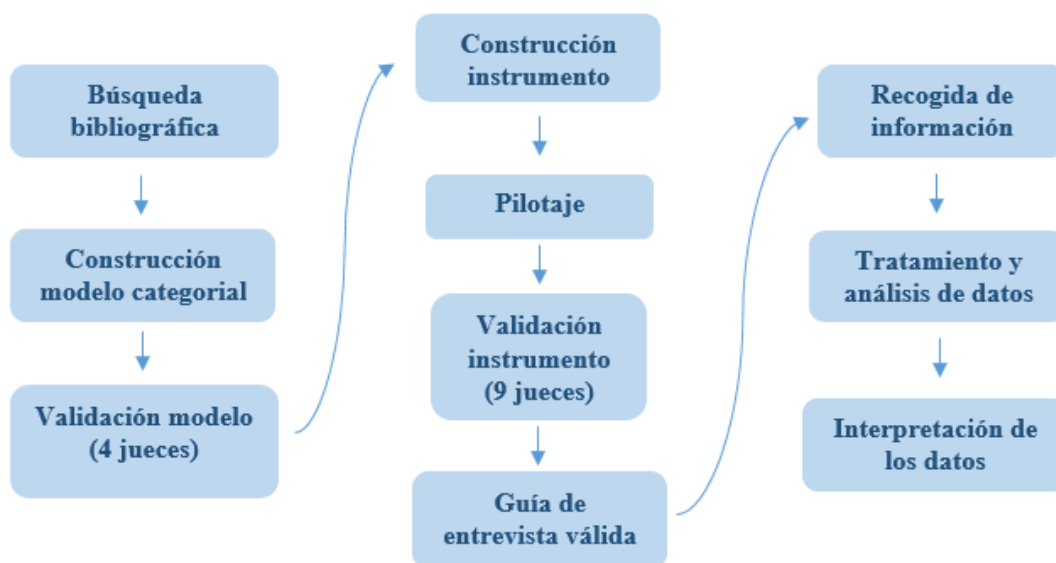 Búsqueda
bibliográfica
Construcción
modelo categorial
Validación modelo
(4 jueces)
Construcción
instrumento
Pilotaje
Validación
instrumento
(9 jueces)
Guía de
entrevista válida
Recogida de
información
Tratamiento y
análisis de datos
Interpretación de
los datos